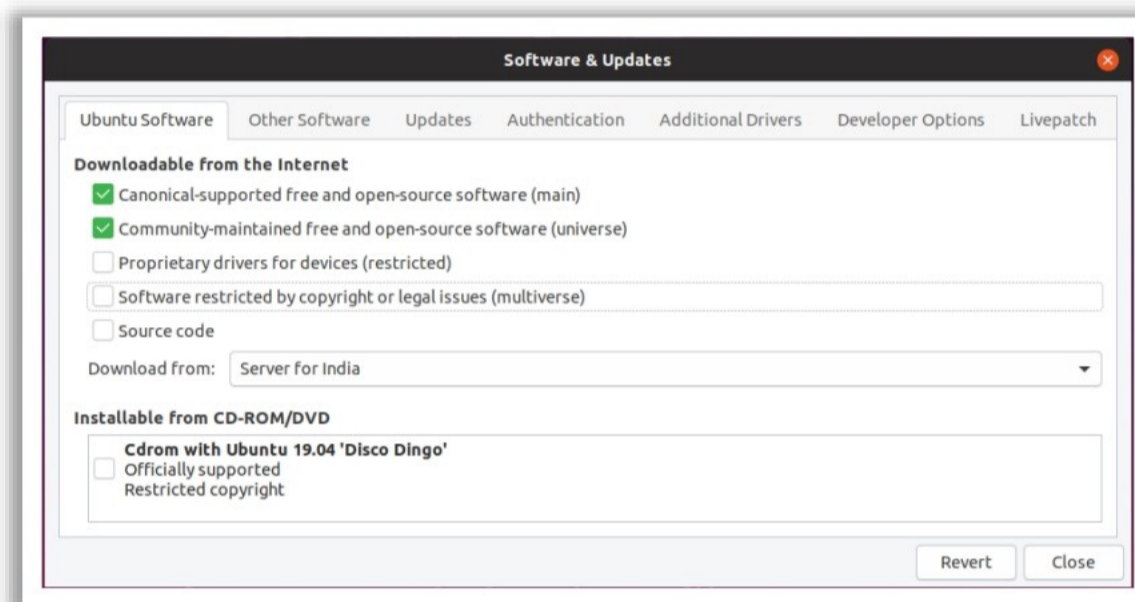 Software & Updates
Ubuntu Software Other Software Updates Authentication Additional Drivers Developer Options Livepatch
Downloadable from the Internet
Canonical-supported free and open-source software (main)
Community-maintained free and open-source software (universe)
Proprietary drivers for devices (restricted)
Software restricted by copyright or legal issues (multiverse)
Source code
Download from: Server for India
Installable from CD-ROM/DVD
Cdrom with Ubuntu 19.04 'Disco Dingo'
Officially supported
Restricted copyright
Revert Close